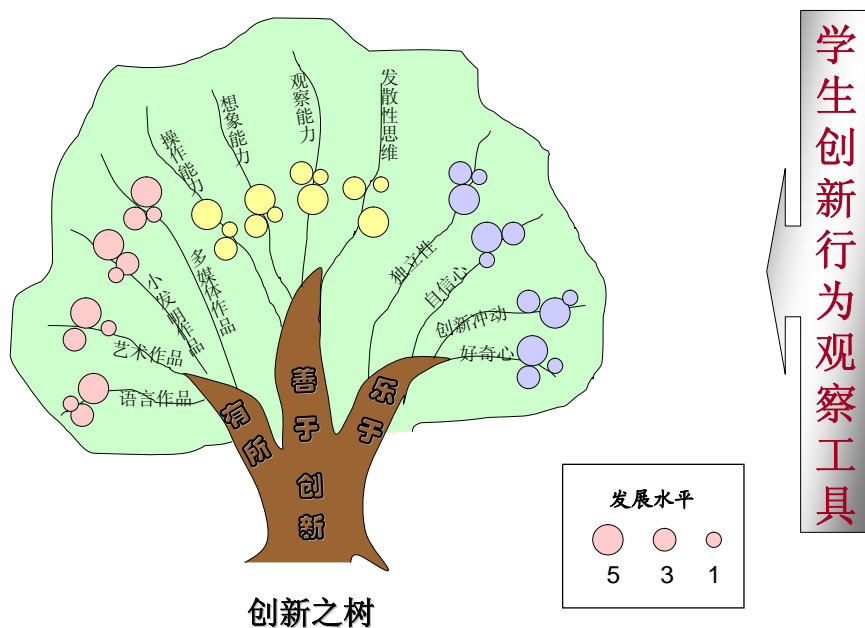 学生创新行为观察工具
观察能力
发散性思维
想象能力
操作能力
多媒体作品
小发明作品
艺术作品
语言作品
独立性
自信心
创新冲动
好奇心
有所
善于
乐于
创新
创新之树
发展水平
5 3 1